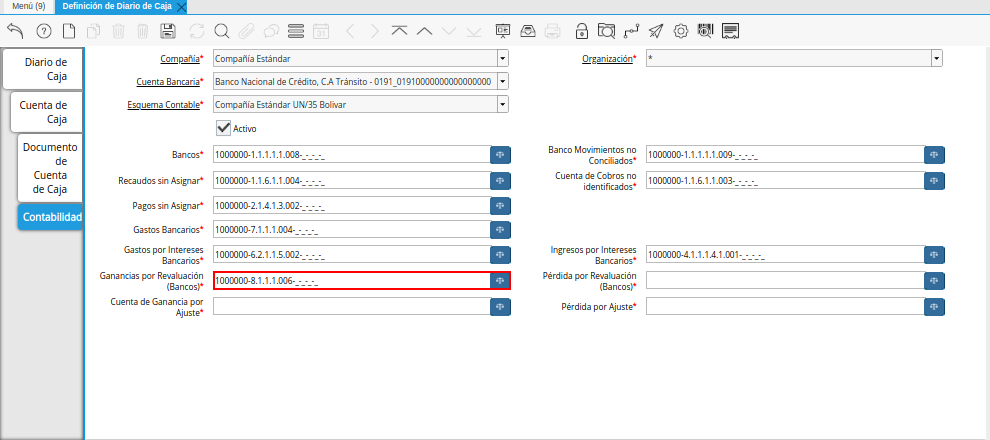 Menú (9)
Definición de Diario de Caja
Diario de
Caja
Cuenta de
Caja
Documento
de
Cuenta
de Caja
Contabilidad
Compañía* Compañía Estándar
Organización* *
Cuenta Bancaria* Banco Nacional de Crédito, C.A Tránsito - 0191_01910000000000000000
Esquema Contable* Compañía Estándar UN/35 Bolivar
Activo
Bancos* 1000000-1.1.1.1.1.008-_-_-_-_
Banco Movimientos no
Conciliados* 1000000-1.1.1.1.1.009-_-_-_-_
Recaudos sin Asignar* 1000000-1.1.6.1.1.004-_-_-_-_
Cuenta de Cobros no
identificados* 1000000-1.1.6.1.1.003-_-_-_-_
Pagos sin Asignar* 1000000-2.1.4.1.3.002-_-_-_-_
Gastos Bancarios* 1000000-7.1.1.1.004-_-_-_-_
Gastos por Intereses
Bancarios* 1000000-6.2.1.1.5.002-_-_-_-_
Ingresos por Intereses
Bancarios* 1000000-4.1.1.1.4.1.001-_-_-_-_
Ganancias por Revaluación
(Bancos)* 1000000-8.1.1.1.006-_-_-_-_
Pérdida por Revaluación
(Bancos)*
Cuenta de Ganancia por
Ajuste*
Pérdida por Ajuste*